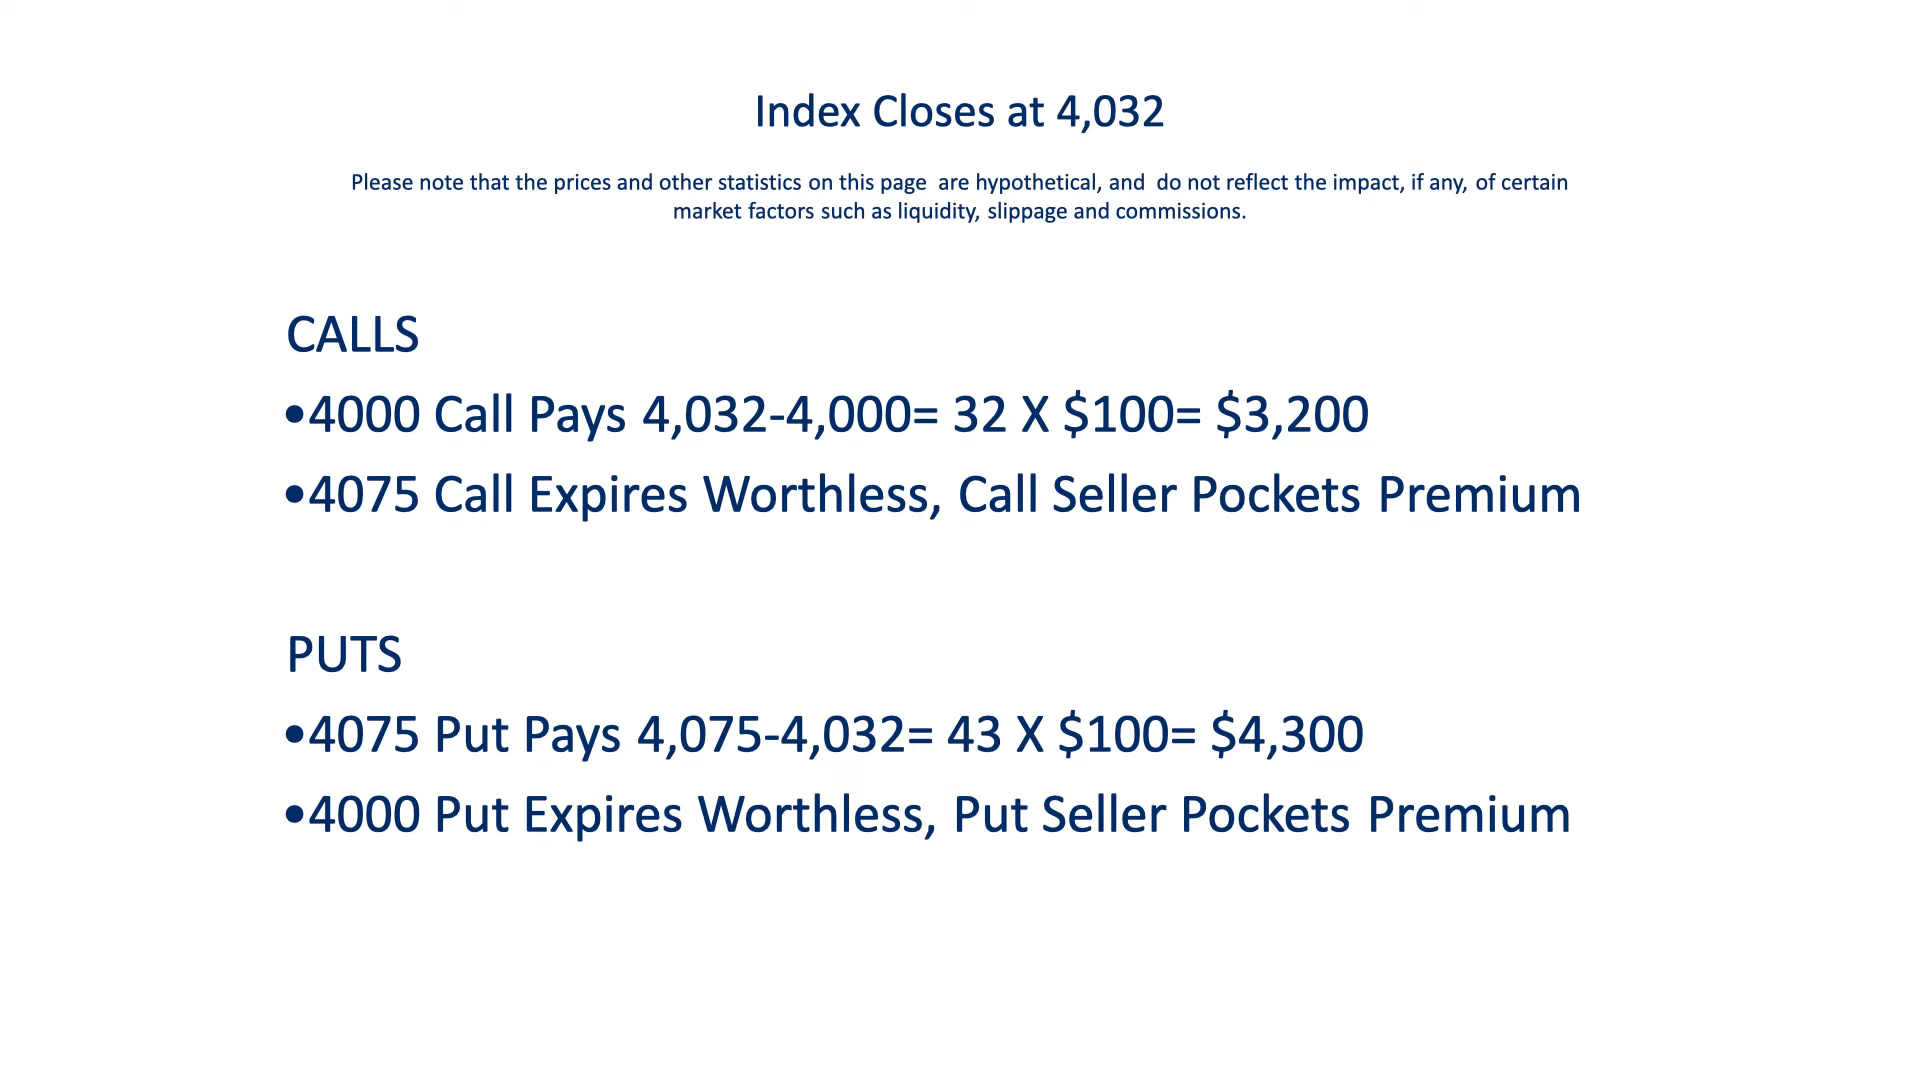 Index Closes at 4,032
Please note that the prices and other statistics on this page are hypothetical, and do not reflect the impact, if any, of certain
market factors such as liquidity, slippage and commissions.
CALLS
•4000 Call Pays 4,032-4,000= 32 X $100= $3,200
•4075 Call Expires Worthless, Call Seller Pockets Premium
PUTS
•4075 Put Pays 4,075-4,032= 43 X $100= $4,300
•4000 Put Expires Worthless, Put Seller Pockets Premium